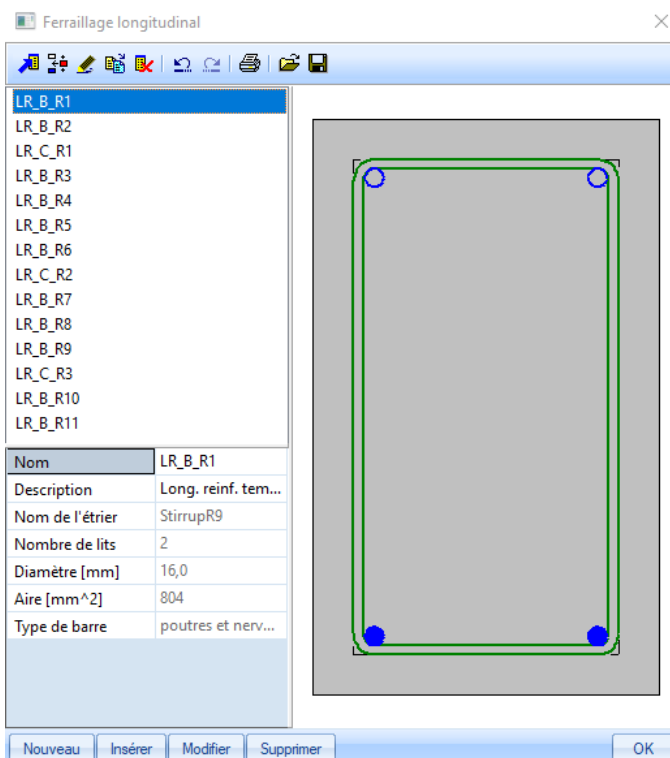 Ferraillage longitudinal
LR_B_R1
LR_B_R2
LR_C_R1
LR_B_R3
LR_B_R4
LR_B_R5
LR_B_R6
LR_C_R2
LR_B_R7
LR_B_R8
LR_B_R9
LR_C_R3
LR_B_R10
LR_B_R11
Nom LR_B_R1
Description Long. reinf. tem...
Nom de l'étrier StirrupR9
Nombre de lits 2
Diamètre [mm] 16,0
Aire [mm^2] 804
Type de barre poutres et nerv...
Nouveau Insérer Modifier Supprimer OK